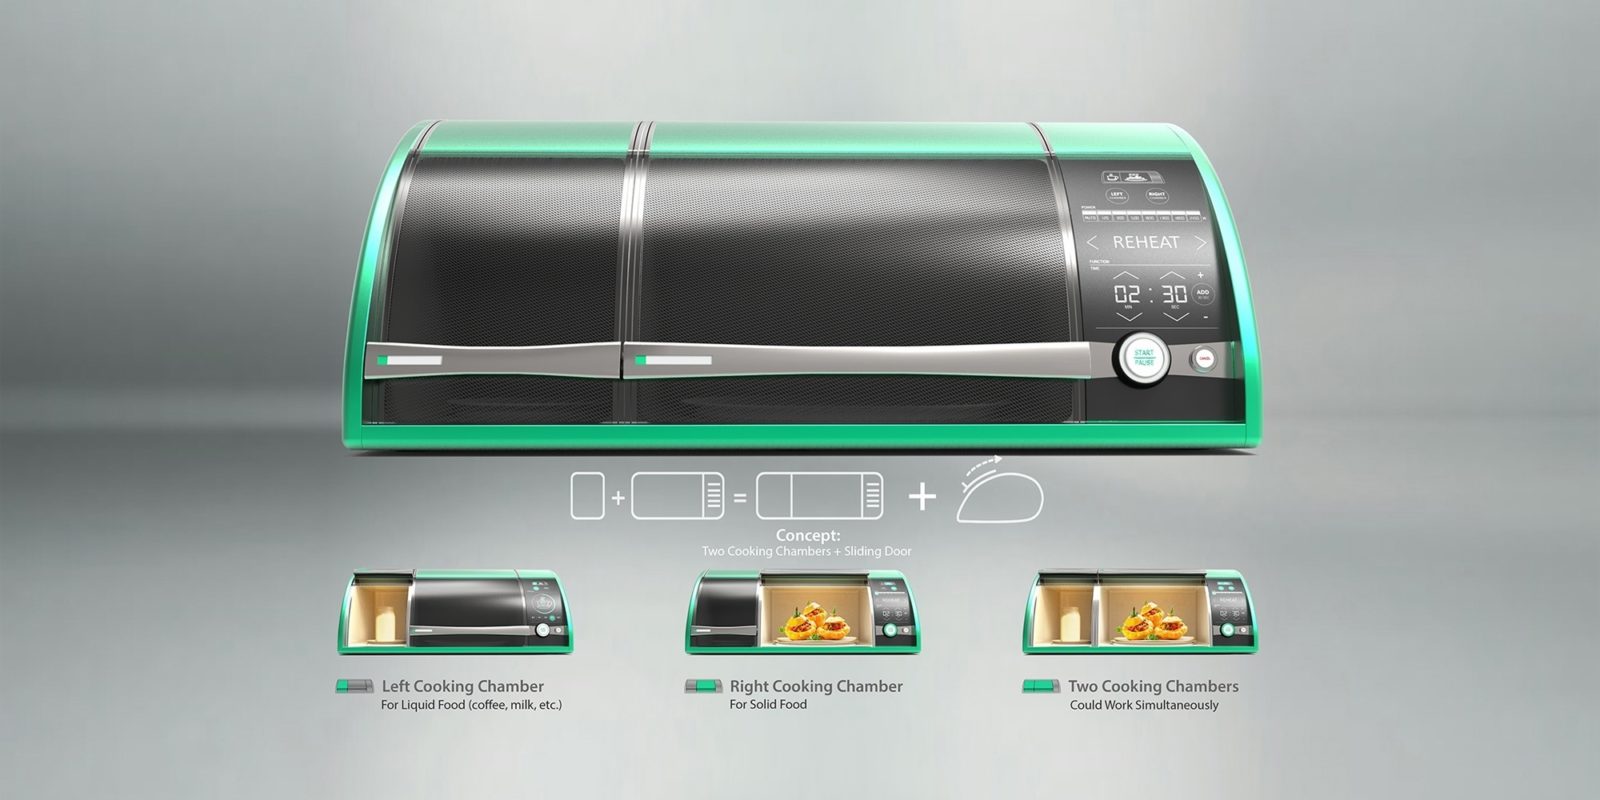 LEFT
RIGHT
POWER
REHEAT
FUNCTION
TIME
02 : 30
ADD
MIN
SEC
START
PAUSE
CANCEL
Concept:
Two Cooking Chambers + Sliding Door
Left Cooking Chamber
For Liquid Food (coffee, milk, etc.)
Right Cooking Chamber
For Solid Food
Two Cooking Chambers
Could Work Simultaneously